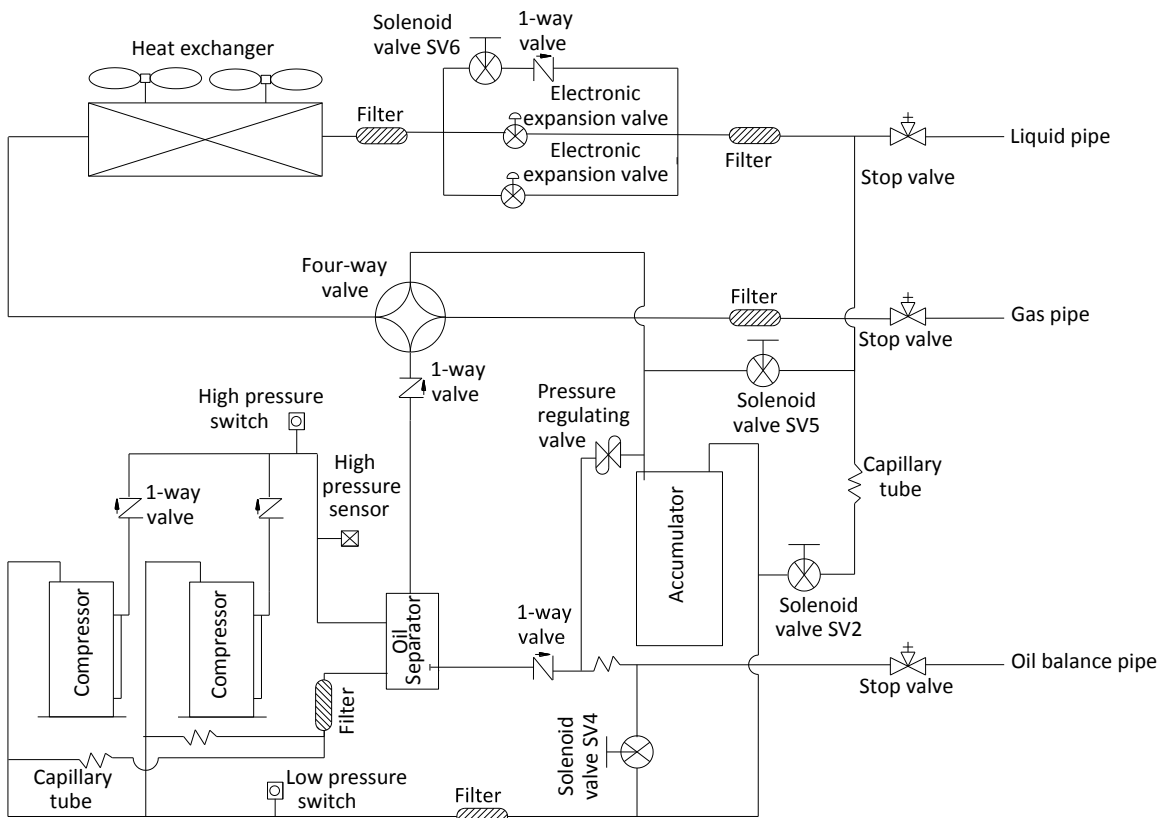 Solenoid
valve SV6
1-way
valve
Heat exchanger
Filter
Electronic
expansion valve
Electronic
expansion valve
Filter
Liquid pipe
Stop valve
Four-way
valve
Filter
Gas pipe
Stop valve
1-way
valve
High pressure
switch
Pressure
regulating
valve
Solenoid
valve SV5
High
pressure
sensor
1-way
valve
Capillary
tube
Accumulator
Compressor
Compressor
Oil
Separator
1-way
valve
Solenoid
valve SV2
Oil balance pipe
Stop valve
Filter
Solenoid
valve SV4
Capillary
tube
Low pressure
switch
Filter